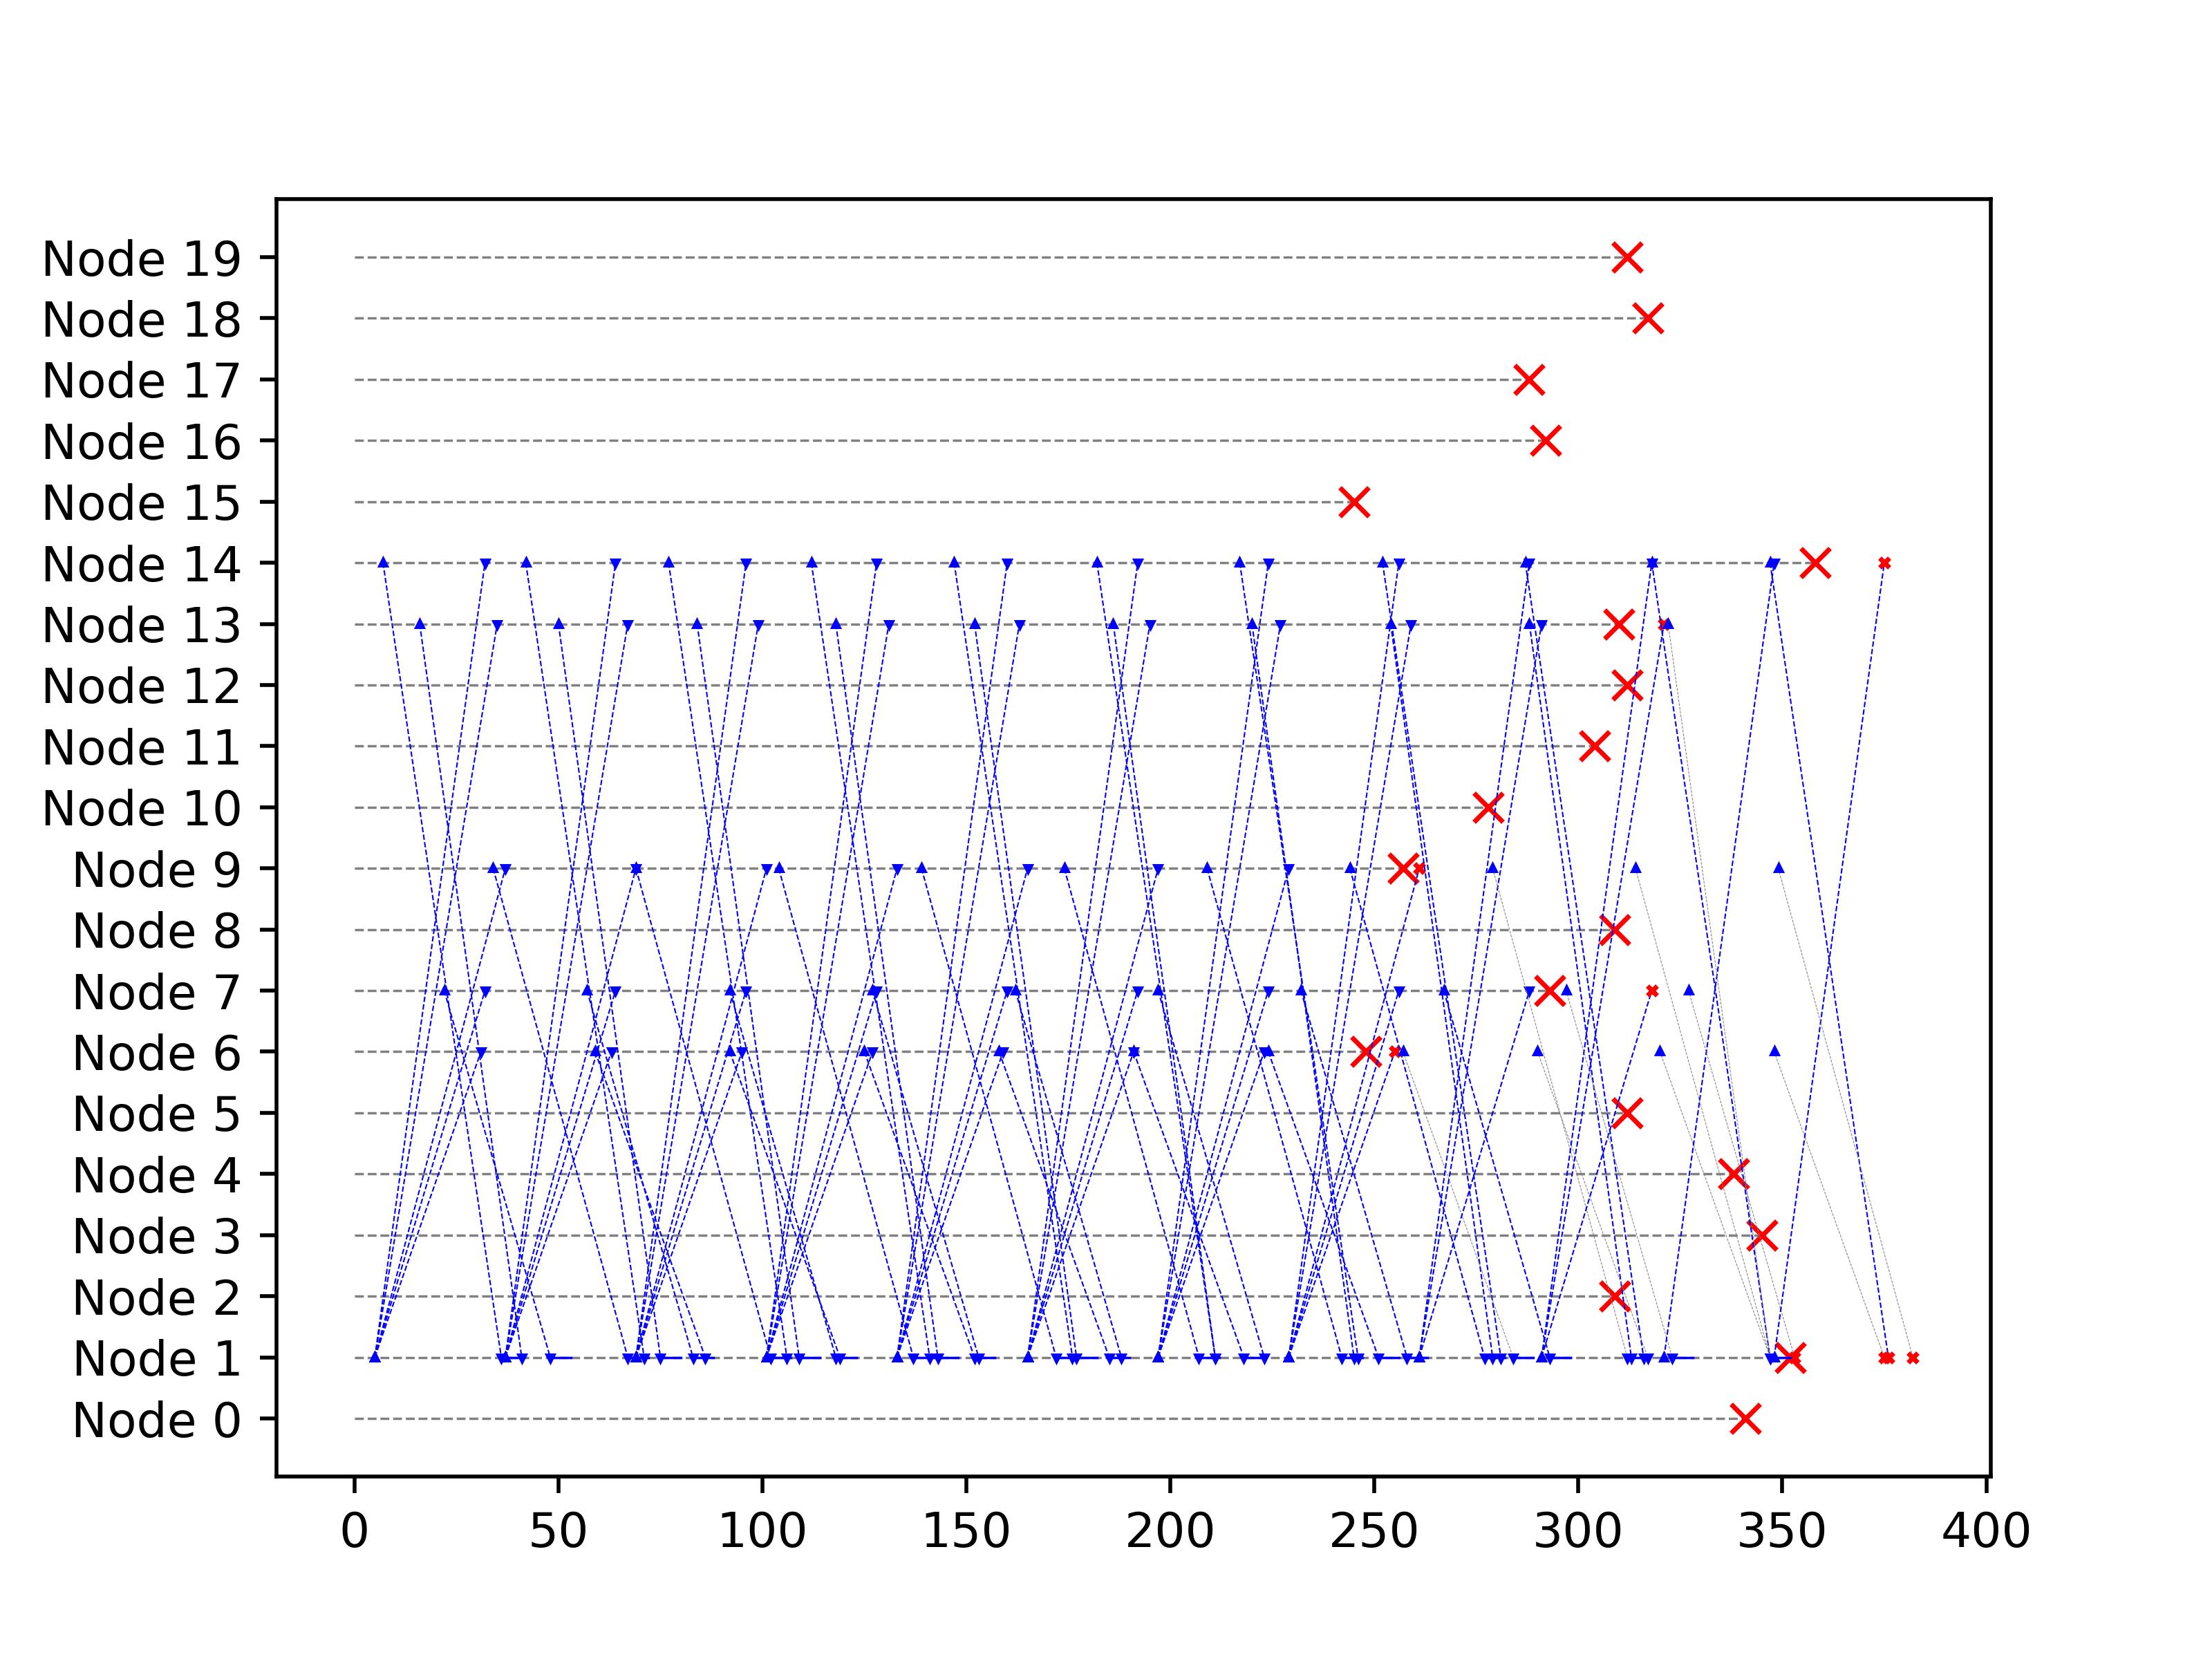 Node 19
Node 18
Node 17
Node 16
Node 15
Node 14
Node 13
Node 12
Node 11
Node 10
Node 9
Node 8
Node 7
Node 6
Node 5
Node 4
Node 3
Node 2
Node 1
Node 0
0 50 100 150 200 250 300 350 400